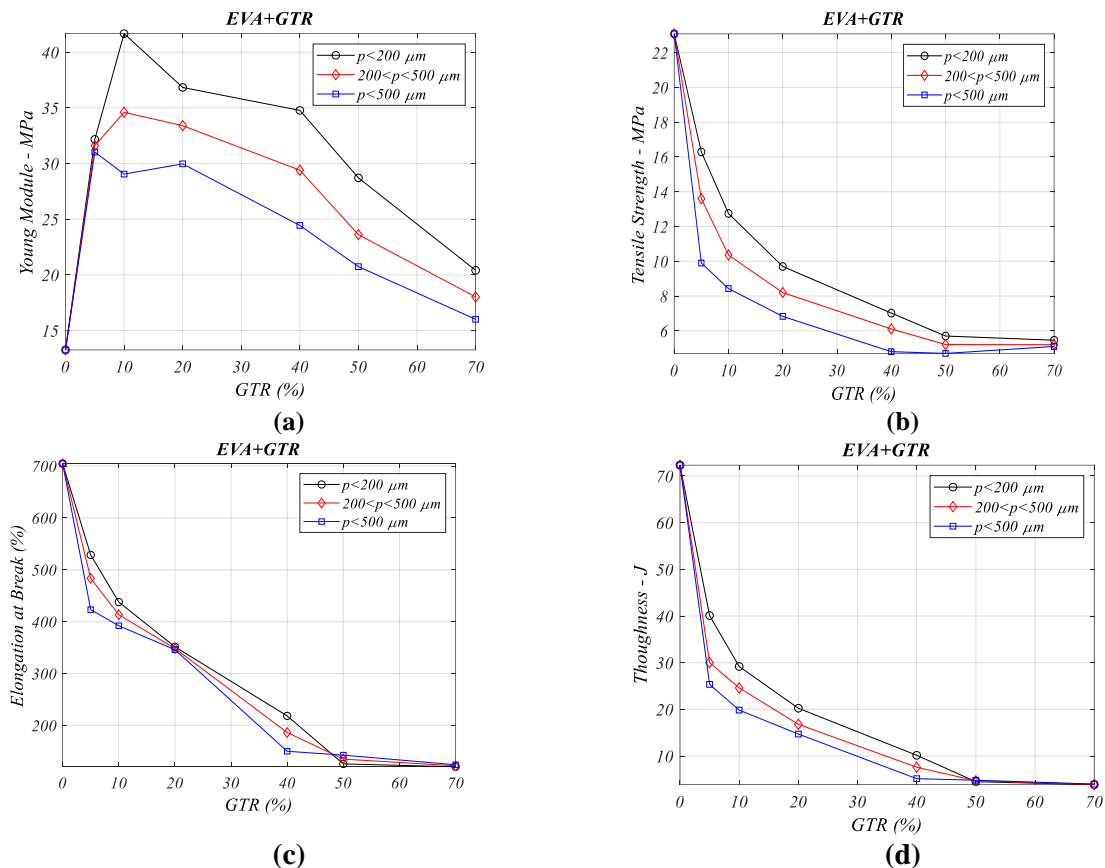 EVA+GTR
Young Module - MPa
40
35
30
25
20
15
p<200 μm
200<p<500 μm
p<500 μm
0 10 20 30 40 50 60 70
GTR (%)
(a)
EVA+GTR
Tensile Strength - MPa
22
20
18
16
14
12
10
8
6
p<200 μm
200<p<500 μm
p<500 μm
0 10 20 30 40 50 60 70
GTR (%)
(b)
EVA+GTR
Elongation at Break (%)
700
600
500
400
300
200
p<200 μm
200<p<500 μm
p<500 μm
0 10 20 30 40 50 60 70
GTR (%)
(c)
EVA+GTR
Thoughness - J
70
60
50
40
30
20
10
p<200 μm
200<p<500 μm
p<500 μm
0 10 20 30 40 50 60 70
GTR (%)
(d)